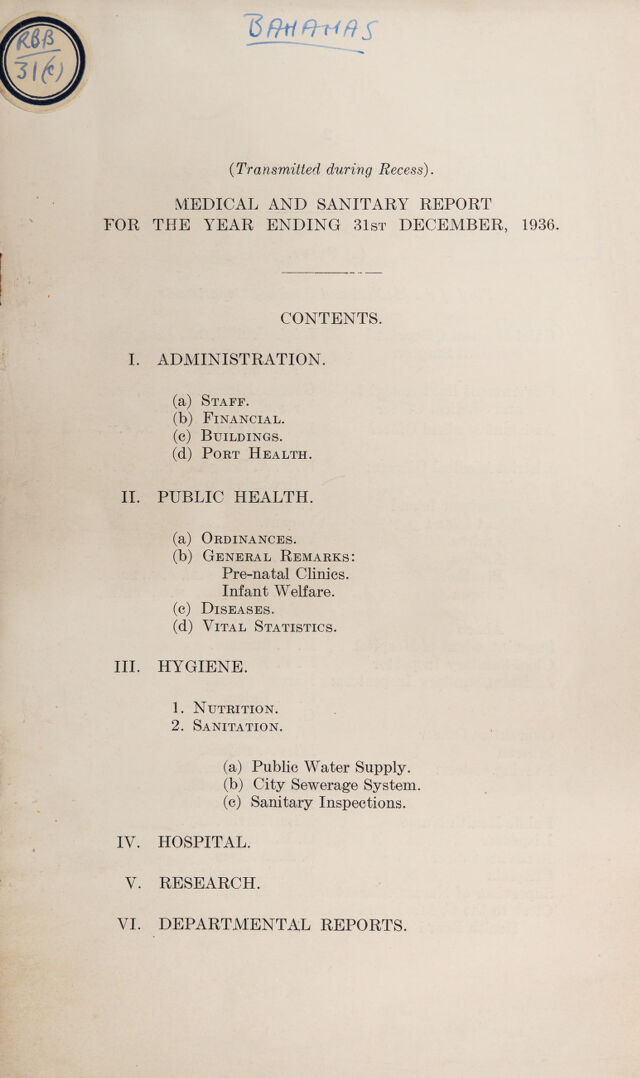 BAHAMAS
RBB
31(c)
(Transmitted during Recess).
MEDICAL AND SANITARY REPORT
FOR THE YEAR ENDING 31ST DECEMBER, 1936.
CONTENTS.
I. ADMINISTRATION.
(a) STAFF.
(b) FINANCIAL.
(c) BUILDINGS.
(d) PORT HEALTH.
II. PUBLIC HEALTH.
(a) ORDINANCES.
(b) GENERAL REMARKS:
Pre-natal Clinics.
Infant Welfare.
(c) DISEASES.
(d) VITAL STATISTICS.
III. HYGIENE.
1. NUTRITION.
2. SANITATION.
(a) Public Water Supply.
(b) City Sewerage System.
(c) Sanitary Inspections.
IV. HOSPITAL.
V. RESEARCH.
VI. DEPARTMENTAL REPORTS.